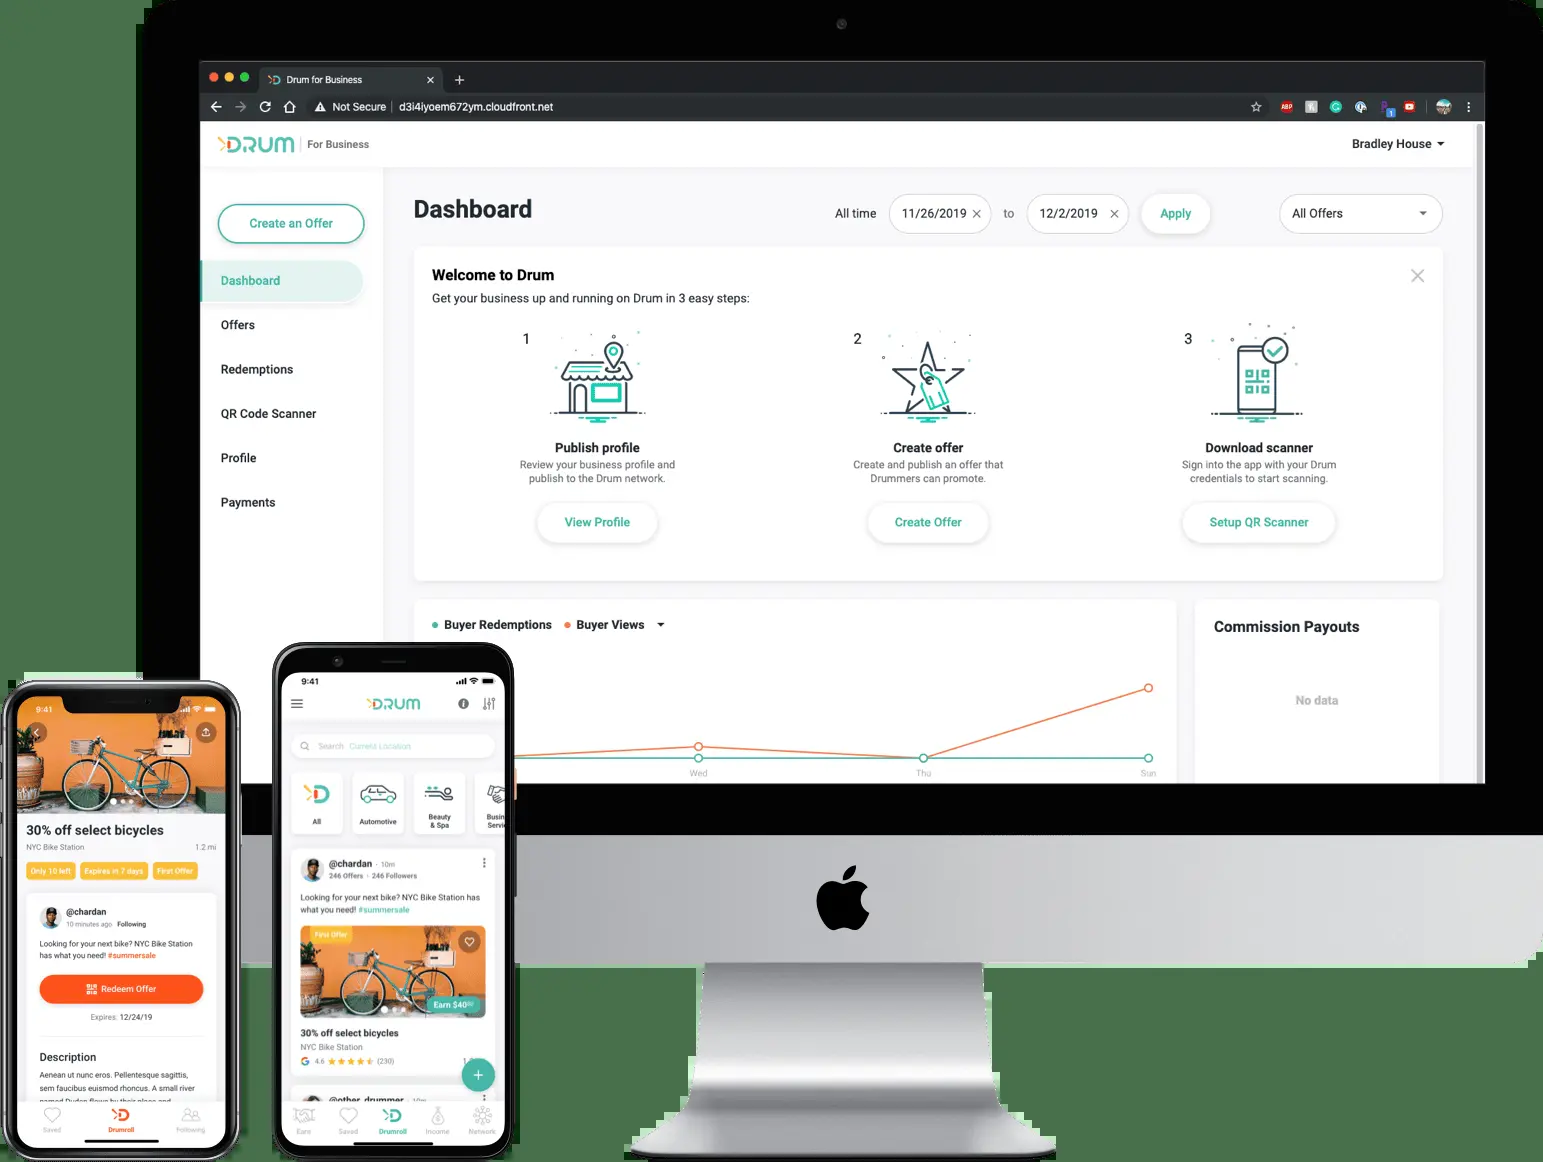 Drum for Business
Not Secure d3i4iyoem672ym.cloudfront.net
ABP
1
DRUM For Business
Bradley House
Create an Offer
Dashboard
Offers
Redemptions
QR Code Scanner
Profile
Payments
Dashboard
All time 11/26/2019 to 12/2/2019 Apply All Offers
Welcome to Drum
Get your business up and running on Drum in 3 easy steps:
1
Publish profile
Review your business profile and
publish to the Drum network.
View Profile
2
Create offer
Create and publish an offer that
Drummers can promote.
Create Offer
3
Download scanner
Sign into the app with your Drum
credentials to start scanning.
Setup QR Scanner
Buyer Redemptions Buyer Views
Wed Thu Sun
Commission Payouts
No data
9:41
30% off select bicycles
NYC Bike Station 1.2 mi
Only 10 left Expires in 7 days First Offer
@chardan
10 minutes ago Following
Looking for your next bike? NYC Bike Station
has what you need! #summersale
Redeem Offer
Expires: 12/24/19
Description
Aenean ut nunc eros. Pellentesque sagittis,
sem faucibus euismod rhoncus. A small river
named Duden flows by their place and
Saved Drumroll Following
9:41
DRUM
Search Current Location
All
Automotive
Beauty
& Spa
Busin
Servic
@chardan · 10m
246 Offers · 246 Followers
Looking for your next bike? NYC Bike Station has
what you need! #summersale
First Offer
Earn $40
30% off select bicycles
NYC Bike Station
4.6 (230)
@other_drummer · 10m
Earn Saved Drumroll Income Network